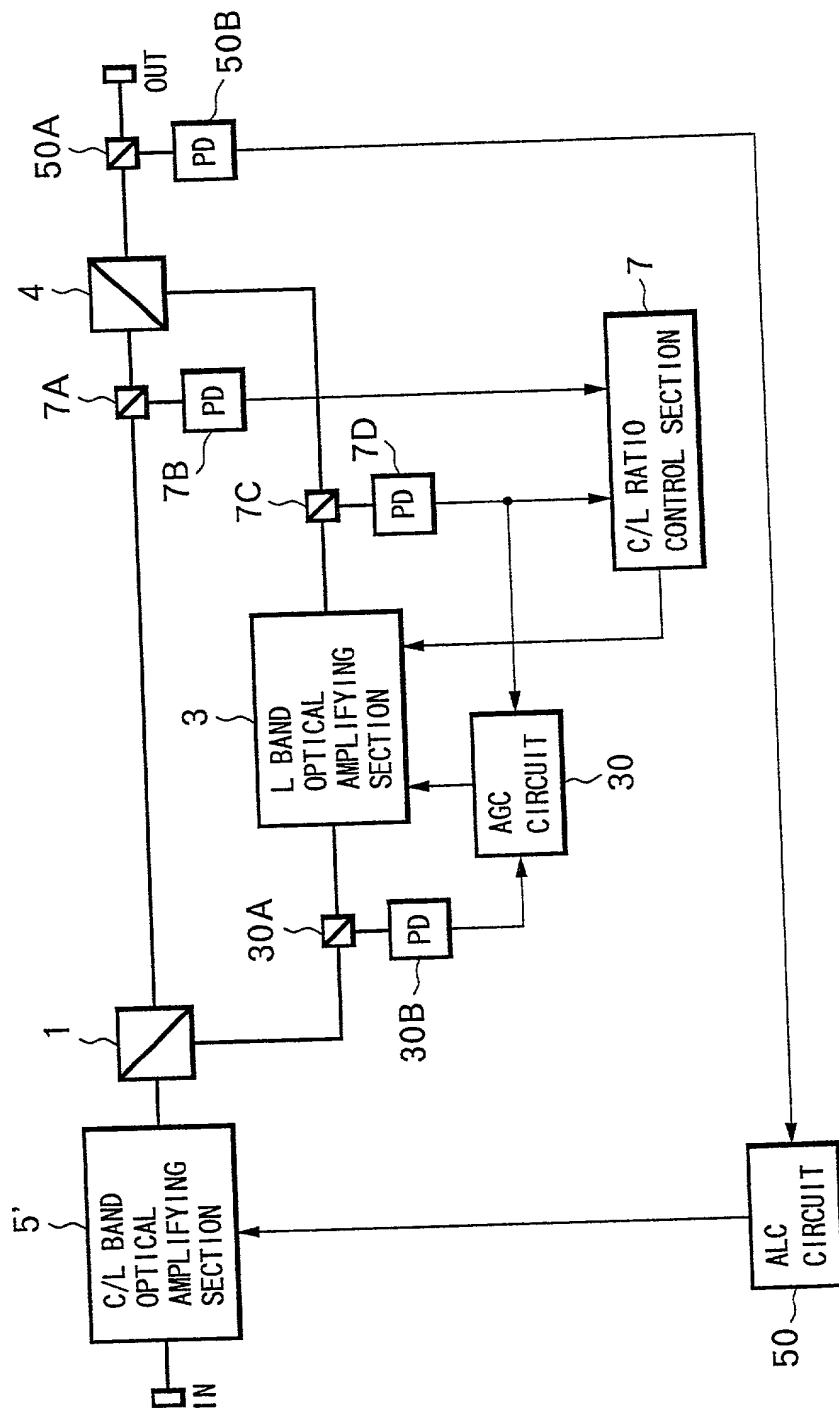 IN
5'
C/L BAND
OPTICAL
AMPLIFYING
SECTION
1
30A
PD
30B
3
L BAND
OPTICAL
AMPLIFYING
SECTION
AGC
CIRCUIT
30
7A
PD
7B
7C
PD
7D
4
50A
OUT
PD
50B
7
C/L RATIO
CONTROL SECTION
ALC
CIRCUIT
50